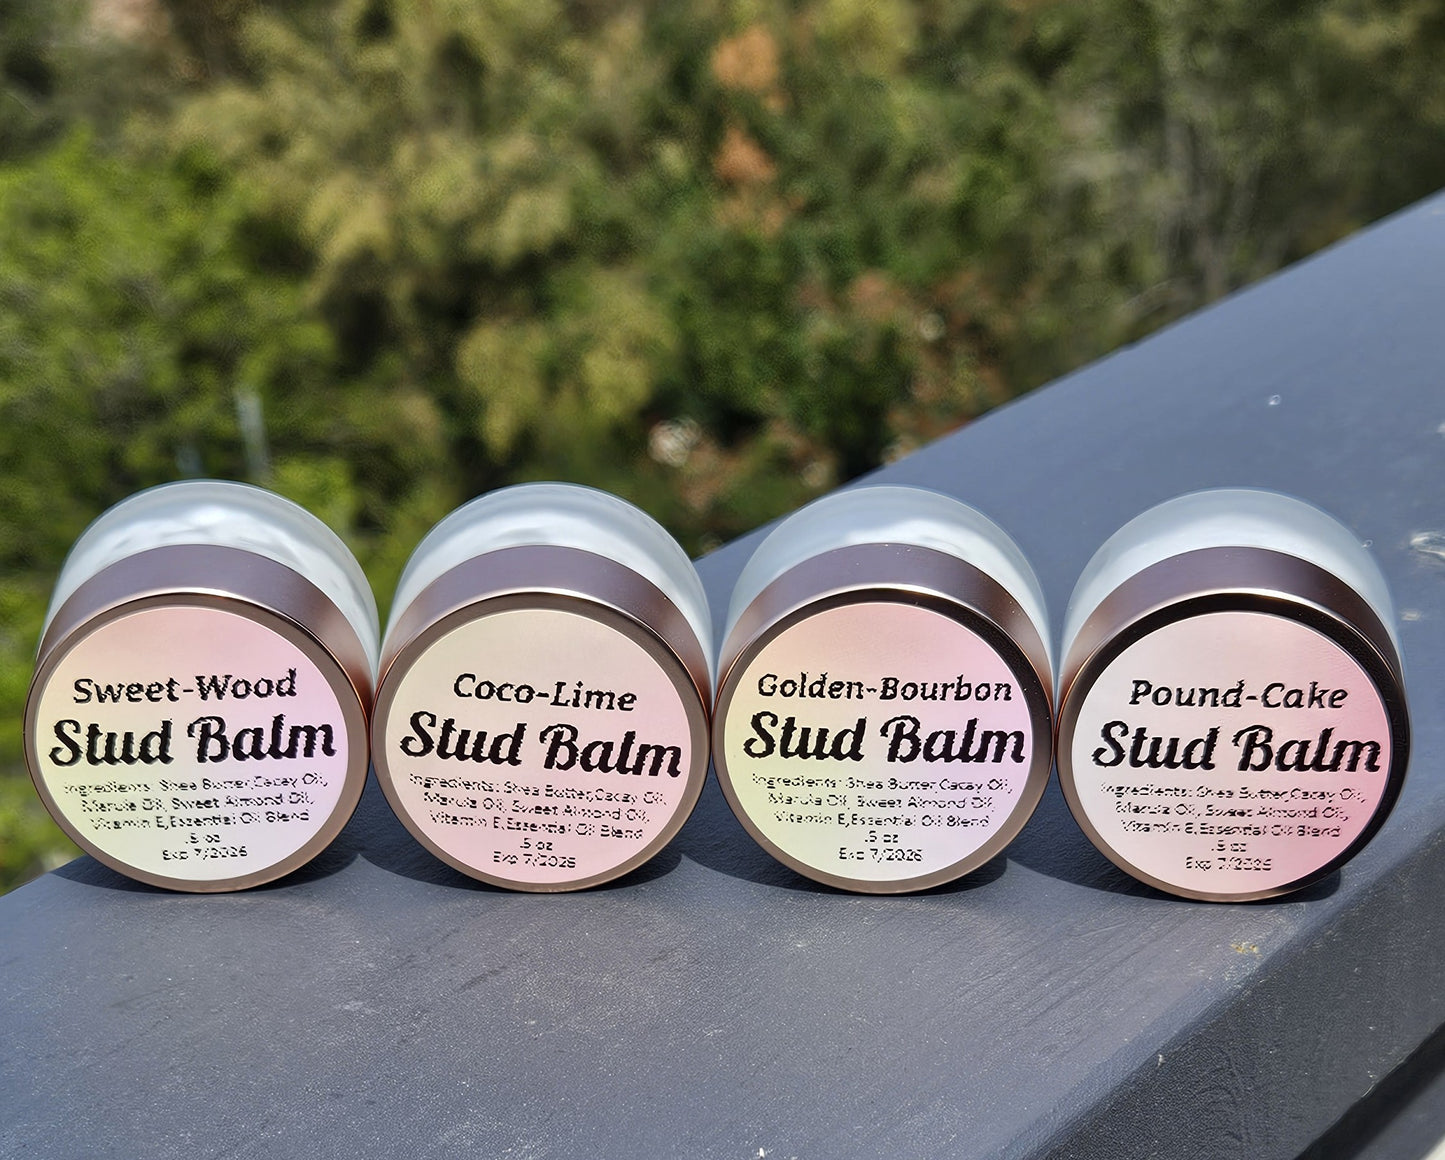 Sweet-Wood
Stud Balm
Ingredients: Shea Butter,Cacay Oil,
Marula Oil, Sweet Almond Oil,
Vitamin E,Essential Oil Blend
.5 oz
Exp 7/2026
Coco-Lime
Stud Balm
Ingredients: Shea Butter,Cacay Oil,
Marula Oil, Sweet Almond Oil,
Vitamin E,Essential Oil Blend
.5 oz
Exp 7/2026
Golden-Bourbon
Stud Balm
Ingredients: Shea Butter,Cacay Oil,
Marula Oil, Sweet Almond Oil,
Vitamin E,Essential Oil Blend
.5 oz
Exp 7/2026
Pound-Cake
Stud Balm
Ingredients: Shea Butter,Cacay Oil,
Marula Oil, Sweet Almond Oil,
Vitamin E,Essential Oil Blend
.5 oz
Exp 7/2026